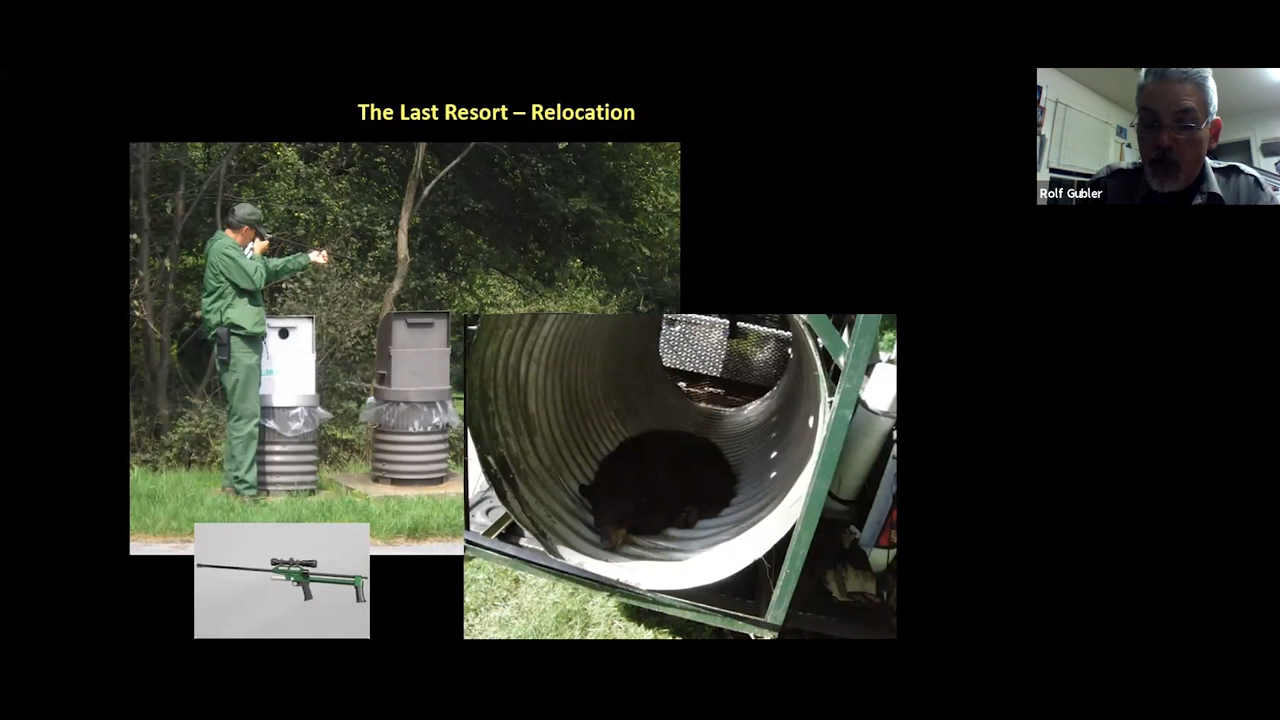 The Last Resort – Relocation
Rolf Gubler